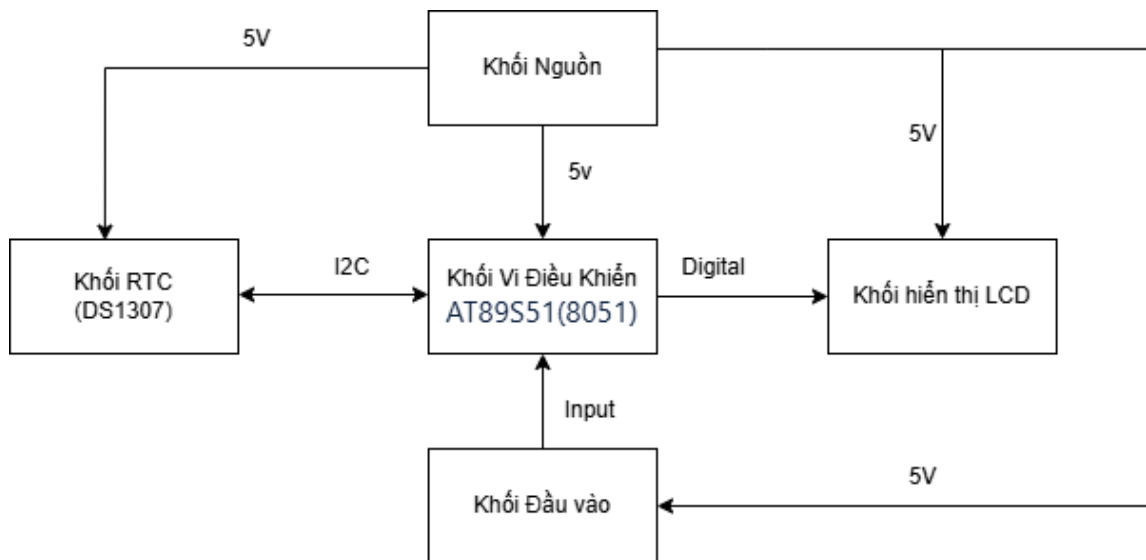 5V
Khối Nguồn
5V
5v
Khối RTC
(DS1307)
I2C
Khối Vi Điều Khiển
AT89S51(8051)
Digital
Khối hiển thị LCD
Input
Khối Đầu vào
5V